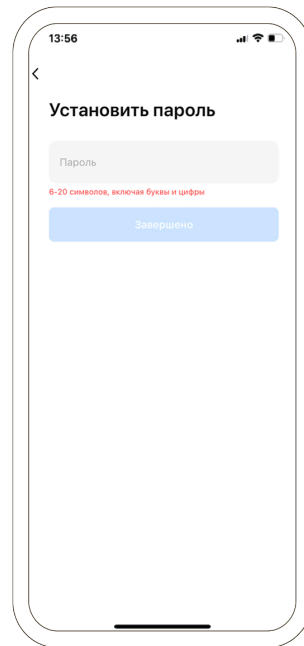 13:56
Установить пароль
Пароль
6-20 символов, включая буквы и цифры
Завершено